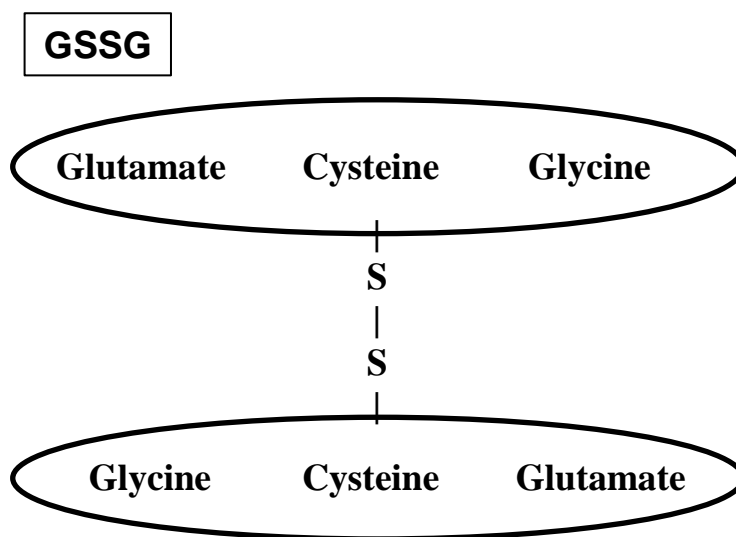 GSSG
Glutamate Cysteine Glycine
S
S
Glycine Cysteine Glutamate